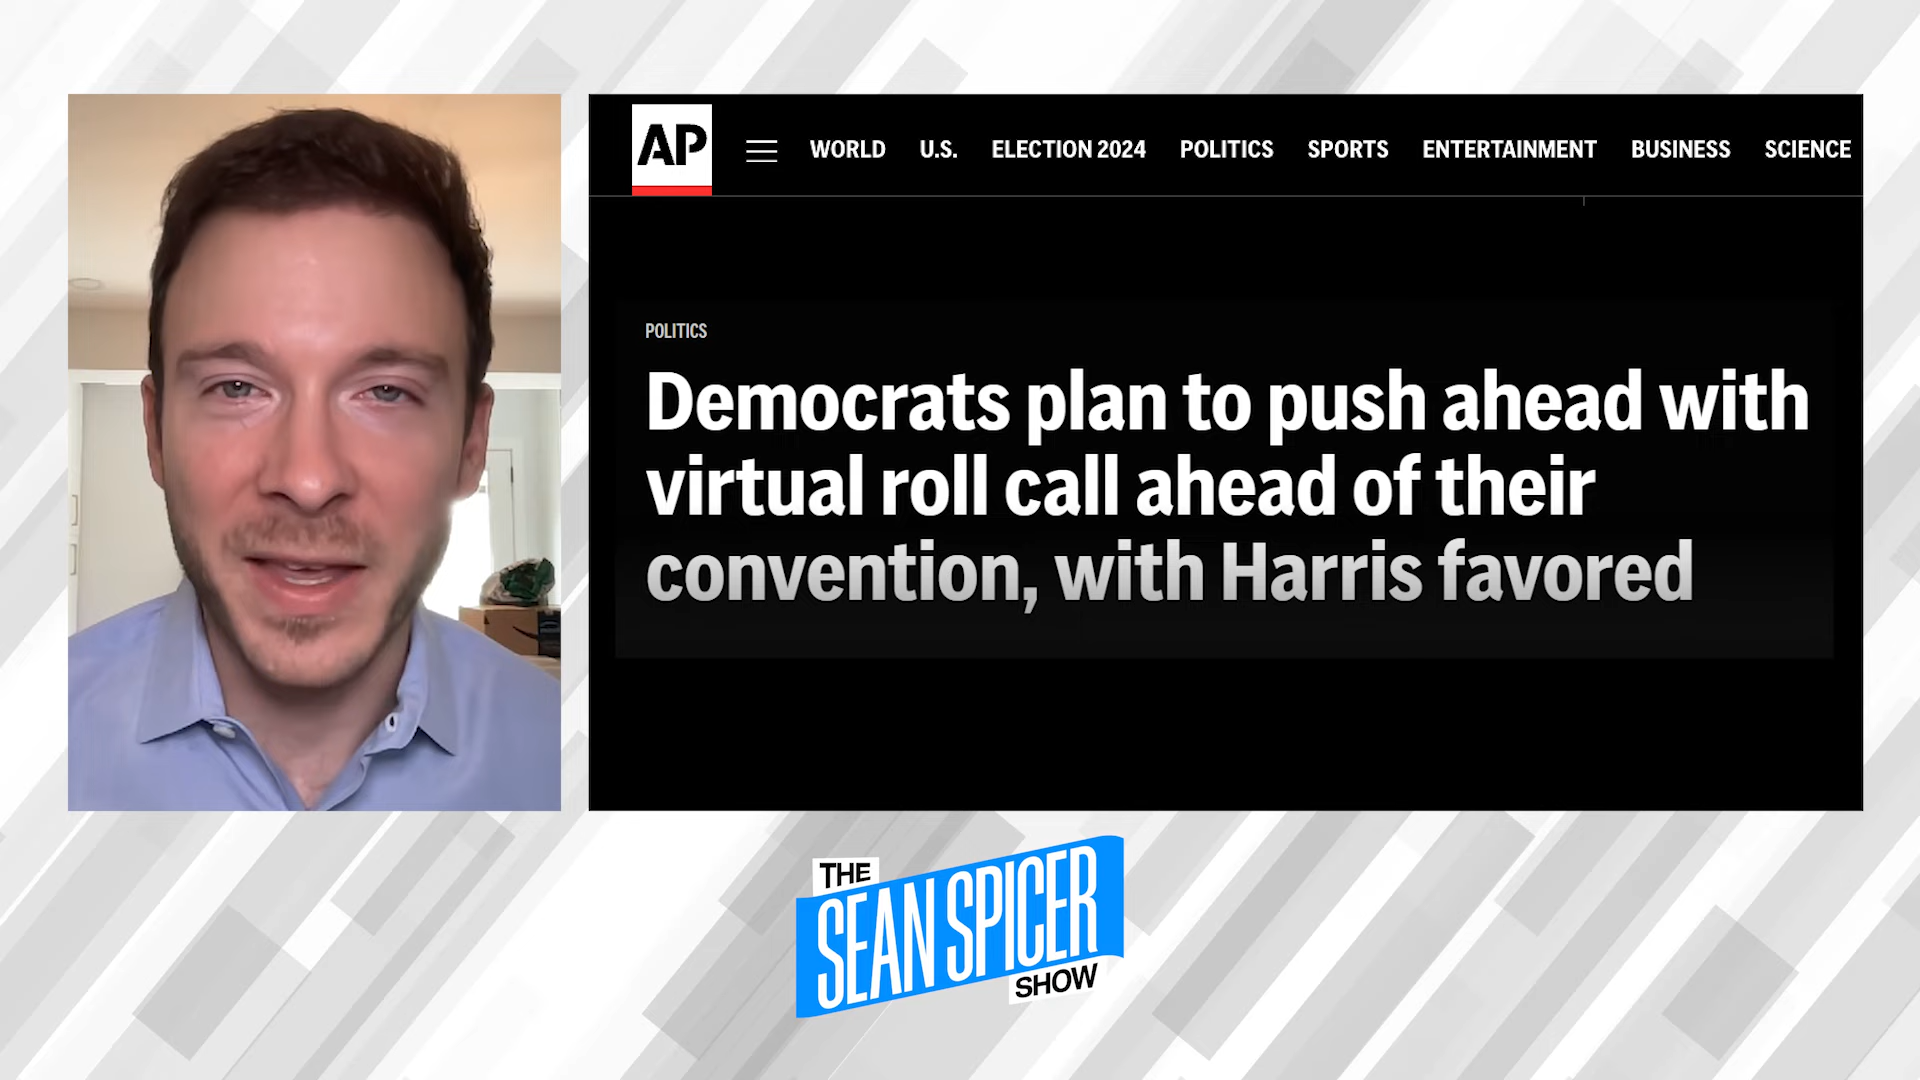 AP
WORLD U.S. ELECTION 2024 POLITICS SPORTS ENTERTAINMENT BUSINESS SCIENCE
POLITICS
Democrats plan to push ahead with
virtual roll call ahead of their
convention, with Harris favored
THE
SEAN SPICER
SHOW